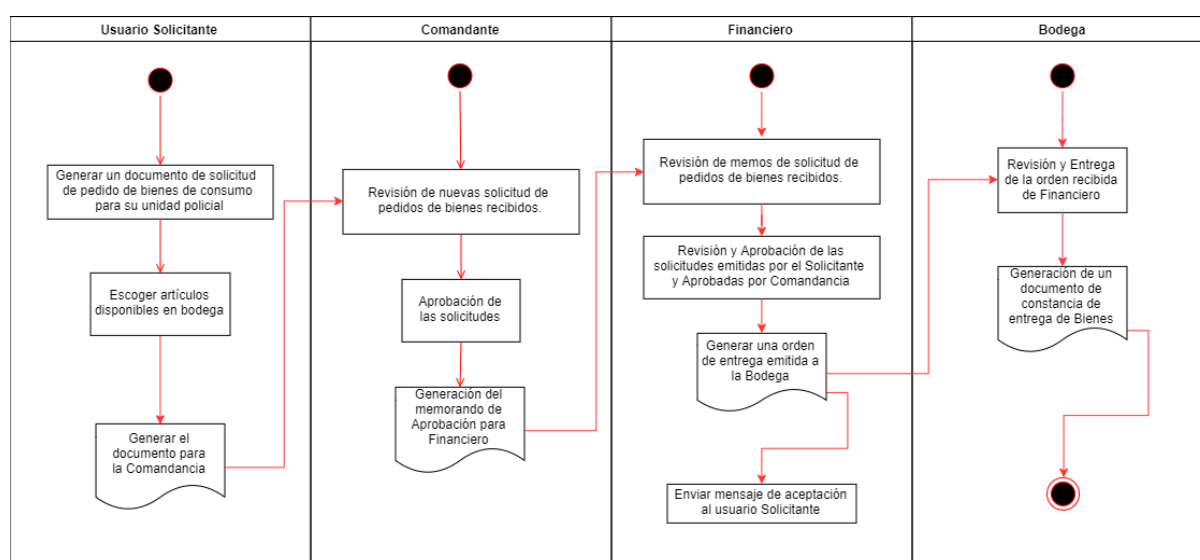 Usuario Solicitante
Comandante
Financiero
Bodega
Generar un documento de solicitud
de pedido de bienes de consumo
para su unidad policial
Escoger artículos
disponibles en bodega
Generar el
documento para
la Comandancia
Revisión de nuevas solicitud de
pedidos de bienes recibidos.
Aprobación de
las solicitudes
Generación del
memorando de
Aprobación para
Financiero
Revisión de memos de solicitud de
pedidos de bienes recibidos.
Revisión y Aprobación de las
solicitudes emitidas por el Solicitante
y Aprobadas por Comandancia
Generar una orden
de entrega emitida a
la Bodega
Enviar mensaje de aceptación
al usuario Solicitante
Revisión y Entrega
de la orden recibida
de Financiero
Generación de un
documento de
constancia de
entrega de Bienes